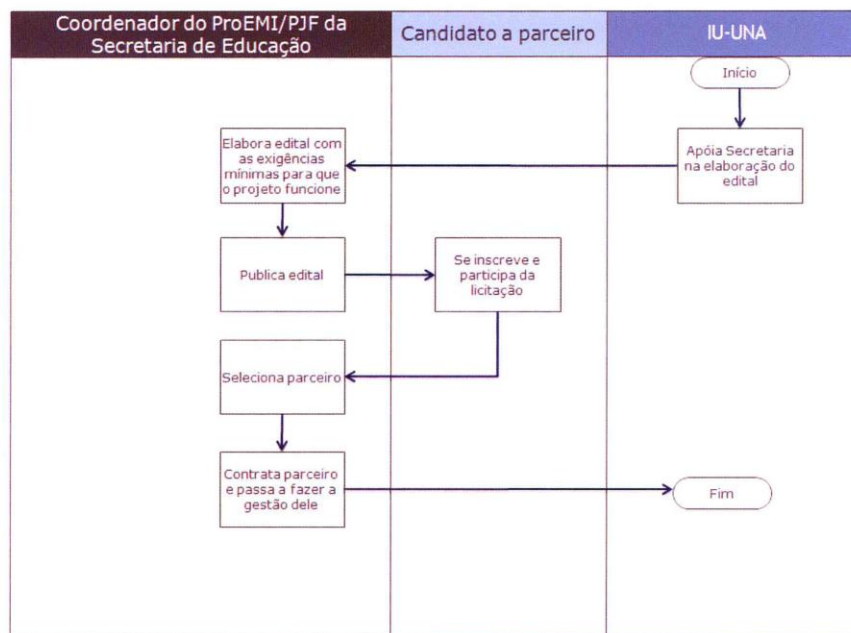 Coordenador do ProEMI/PJF da
Secretaria de Educação
Candidato a parceiro
IU-UNA
Início
Elabora edital com
as exigências
mínimas para que
o projeto funcione
Apóia Secretaria
na elaboração do
edital
Publica edital
Se inscreve e
participa da
licitação
Seleciona parceiro
Contrata parceiro
e passa a fazer a
gestão dele
Fim